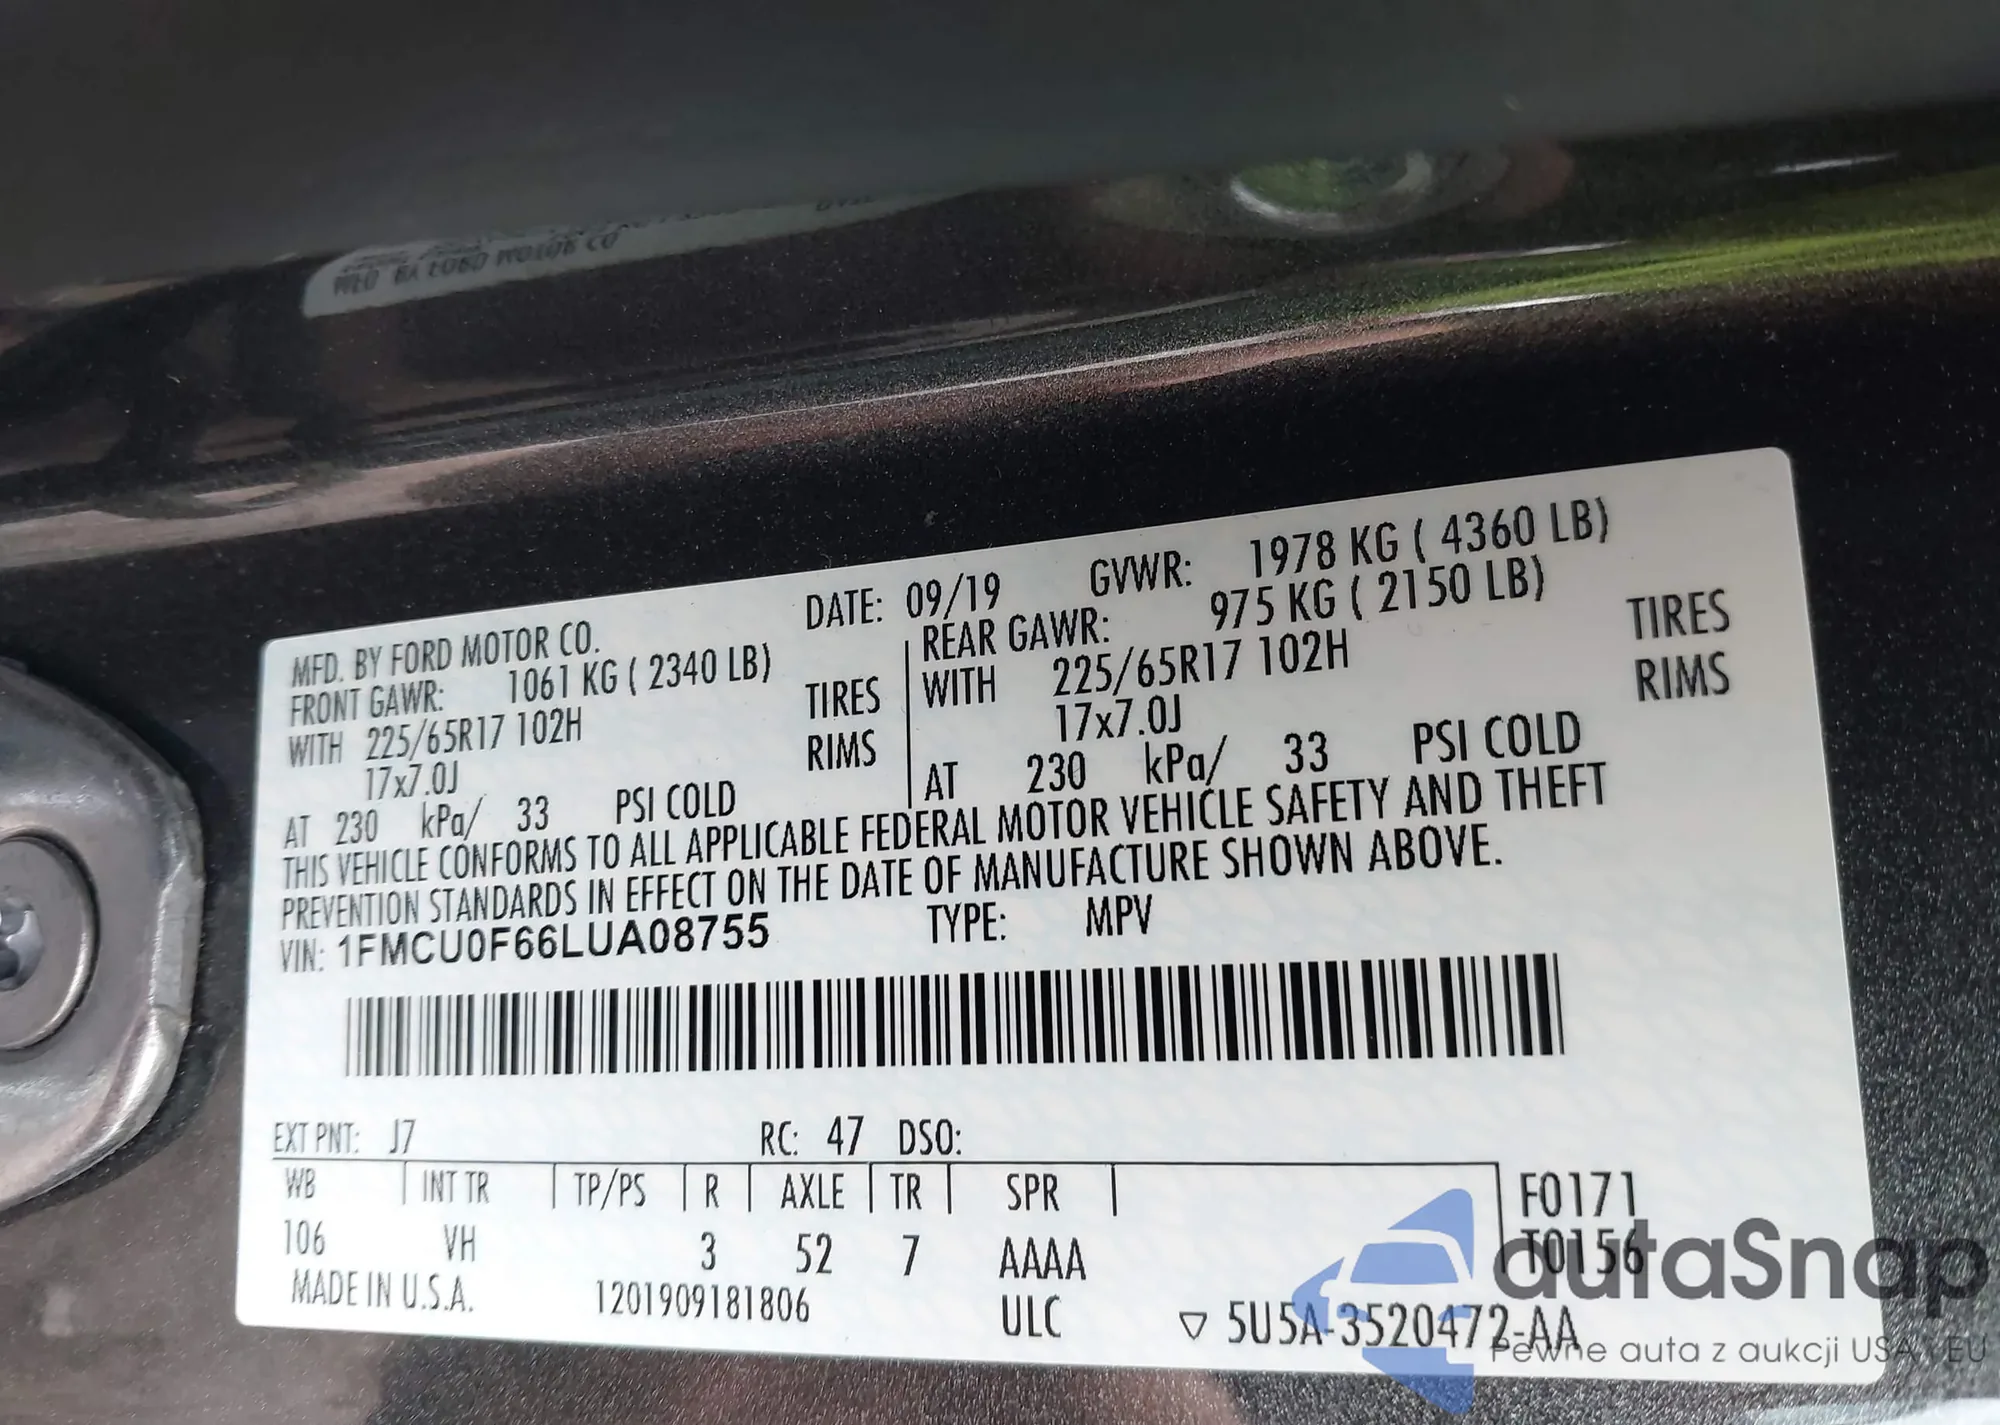 MFD. BY FORD MOTOR CO.
DATE: 09/19 GVWR: 1978 KG ( 4360 LB)
FRONT GAWR: 1061 KG ( 2340 LB)
WITH 225/65R17 102H TIRES
17x7.0J RIMS
AT 230 kPa/ 33 PSI COLD
REAR GAWR: 975 KG ( 2150 LB)
WITH 225/65R17 102H TIRES
17x7.0J RIMS
AT 230 kPa/ 33 PSI COLD
THIS VEHICLE CONFORMS TO ALL APPLICABLE FEDERAL MOTOR VEHICLE SAFETY AND THEFT
PREVENTION STANDARDS IN EFFECT ON THE DATE OF MANUFACTURE SHOWN ABOVE.
VIN: 1FMCU0F66LUA08755 TYPE: MPV
EXT PNT: J7 RC: 47 DSO:
WB INT TR TP/PS R AXLE TR SPR F0171
106 VH 3 52 7 AAAA T0156
MADE IN U.S.A. 1201909181806 ULC ▽ 5U5A-3520472-AA
autaSnap
Pewne auta z aukcji USA i EU